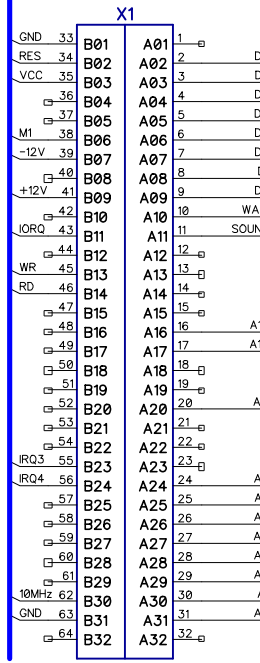 X1
GND 33 B01 A01 1
RES 34 B02 A02 2 D
VCC 35 B03 A03 3 D
36 B04 A04 4 D
37 B05 A05 5 D
M1 38 B06 A06 6 D
-12V 39 B07 A07 7 D
40 B08 A08 8
+12V 41 B09 A09 9 D
42 B10 A10 10 WA
IORQ 43 B11 A11 11 SOUN
44 B12 A12 12
WR 45 B13 A13 13
RD 46 B14 A14 14
47 B15 A15 15
48 B16 A16 16 A1
49 B17 A17 17 A1
50 B18 A18 18
51 B19 A19 19
52 B20 A20 20 A
53 B21 A21 21
54 B22 A22 22
IRQ3 55 B23 A23 23
IRQ4 56 B24 A24 24 A
57 B25 A25 25 A
58 B26 A26 26 A
59 B27 A27 27 A
60 B28 A28 28 A
61 B29 A29 29 A
10MHz 62 B30 A30 30
GND 63 B31 A31 31 A
64 B32 A32 32